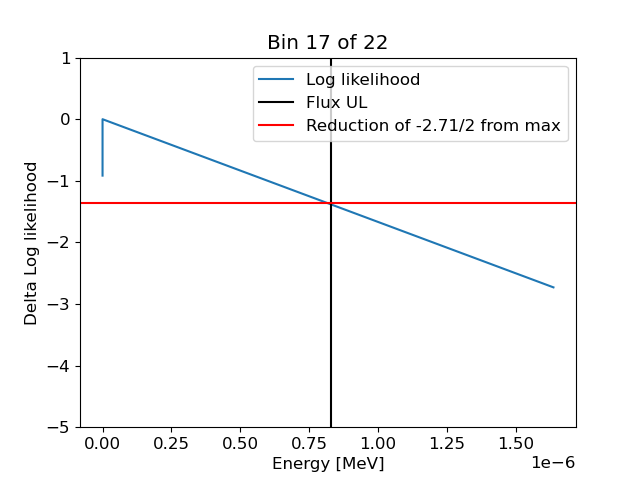 Bin 17 of 22
Log likelihood
Flux UL
Reduction of -2.71/2 from max
Delta Log likelihood
1
0
−1
−2
−3
−4
−5
0.00 0.25 0.50 0.75 1.00 1.25 1.50
1e−6
Energy [MeV]